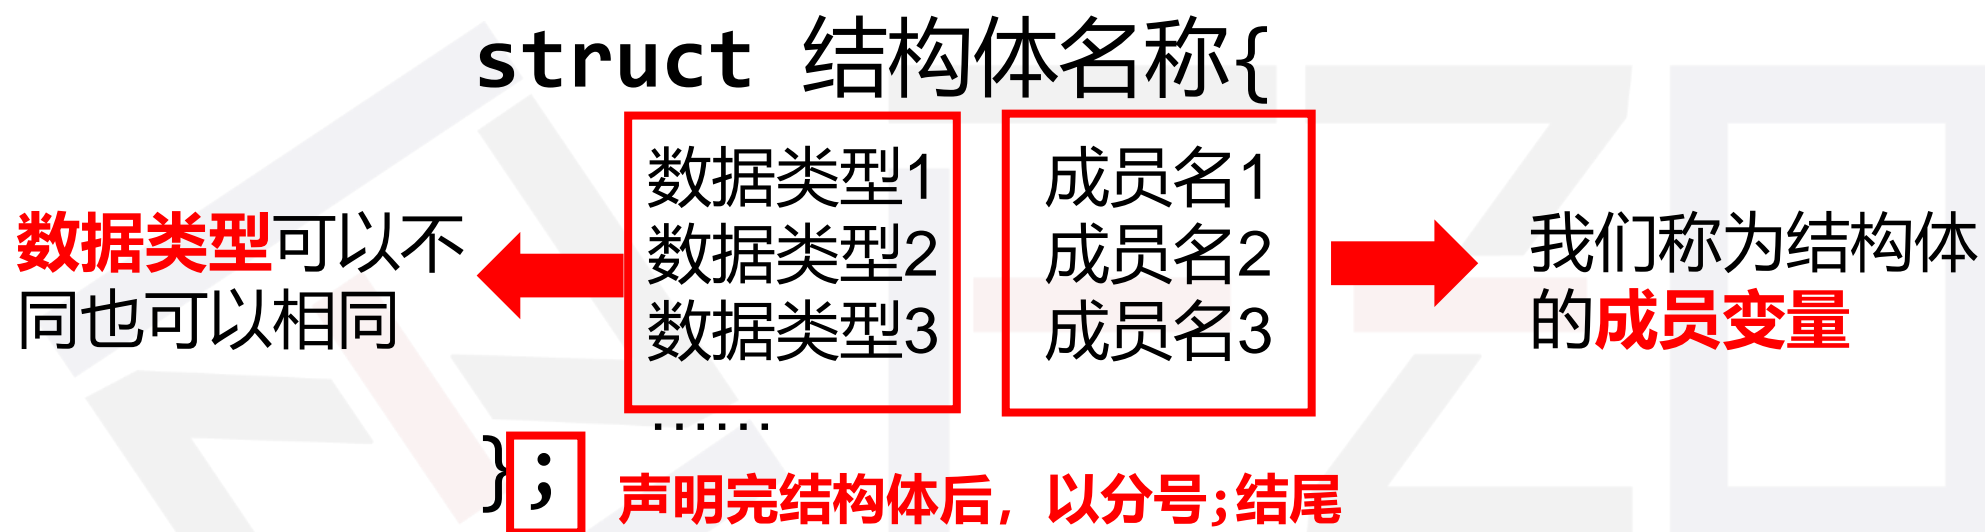 struct 结构体名称{
数据类型1 成员名1
数据类型2 成员名2
数据类型3 成员名3
......
};
数据类型可以不
同也可以相同
我们称为结构体
的成员变量
声明完结构体后，以分号;结尾